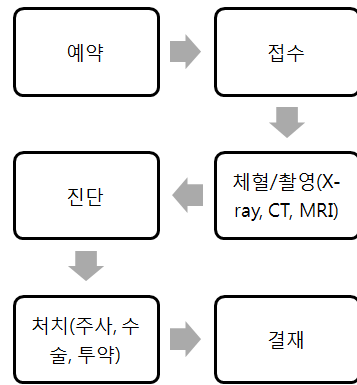 예약
접수
체혈/촬영(X-
ray, CT, MRI)
진단
처치(주사, 수
술, 투약)
결재